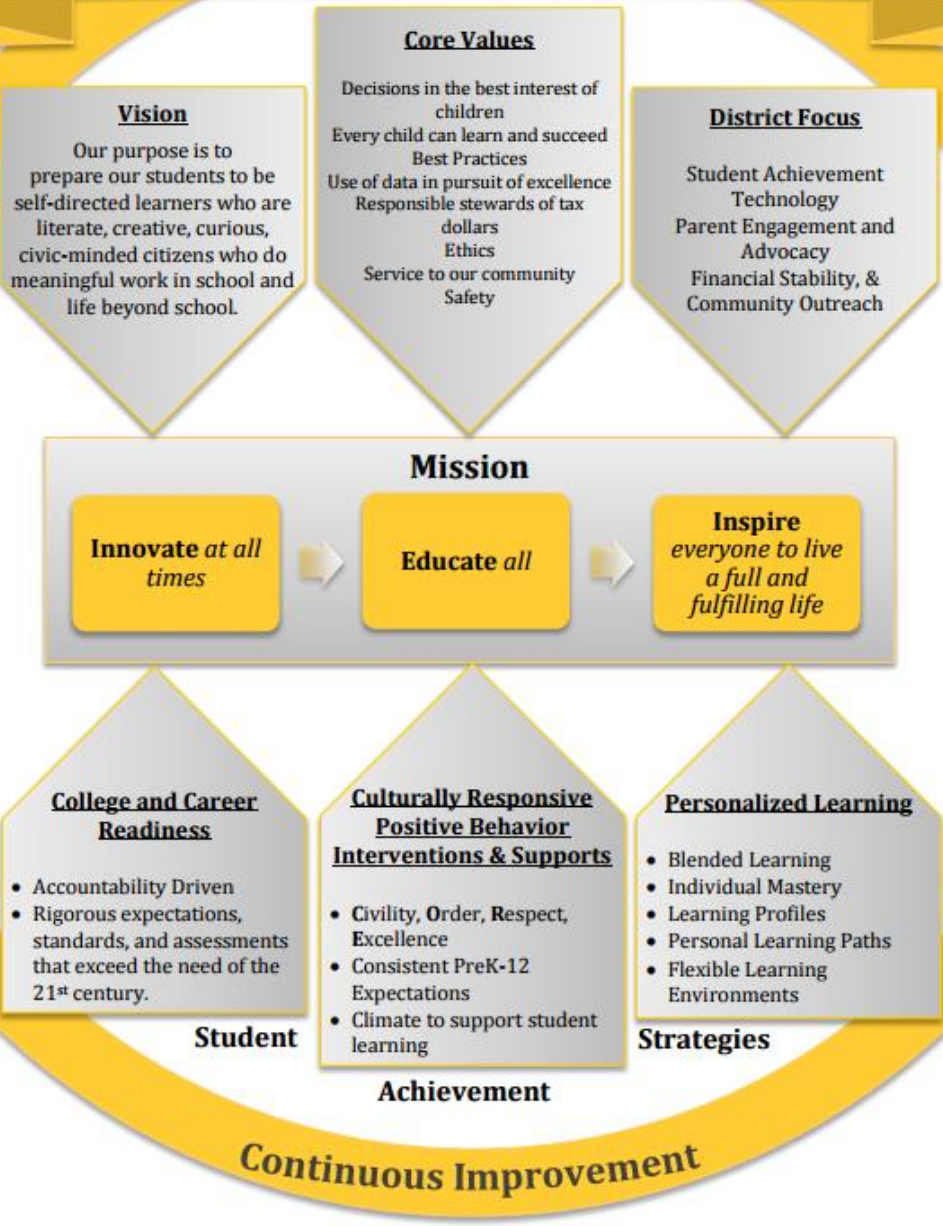 Vision
Our purpose is to
prepare our students to be
self-directed learners who are
literate, creative, curious,
civic-minded citizens who do
meaningful work in school and
life beyond school.
Core Values
Decisions in the best interest of
children
Every child can learn and succeed
Best Practices
Use of data in pursuit of excellence
Responsible stewards of tax
dollars
Ethics
Service to our community
Safety
District Focus
Student Achievement
Technology
Parent Engagement and
Advocacy
Financial Stability, &
Community Outreach
Mission
Innovate at all
times
Educate all
Inspire
everyone to live
a full and
fulfilling life
College and Career
Readiness
• Accountability Driven
• Rigorous expectations,
standards, and assessments
that exceed the need of the
21st century.
Culturally Responsive
Positive Behavior
Interventions & Supports
• Civility, Order, Respect,
Excellence
• Consistent PreK-12
Expectations
• Climate to support student
learning
Personalized Learning
• Blended Learning
• Individual Mastery
• Learning Profiles
• Personal Learning Paths
• Flexible Learning
Environments
Student
Achievement
Strategies
Continuous Improvement